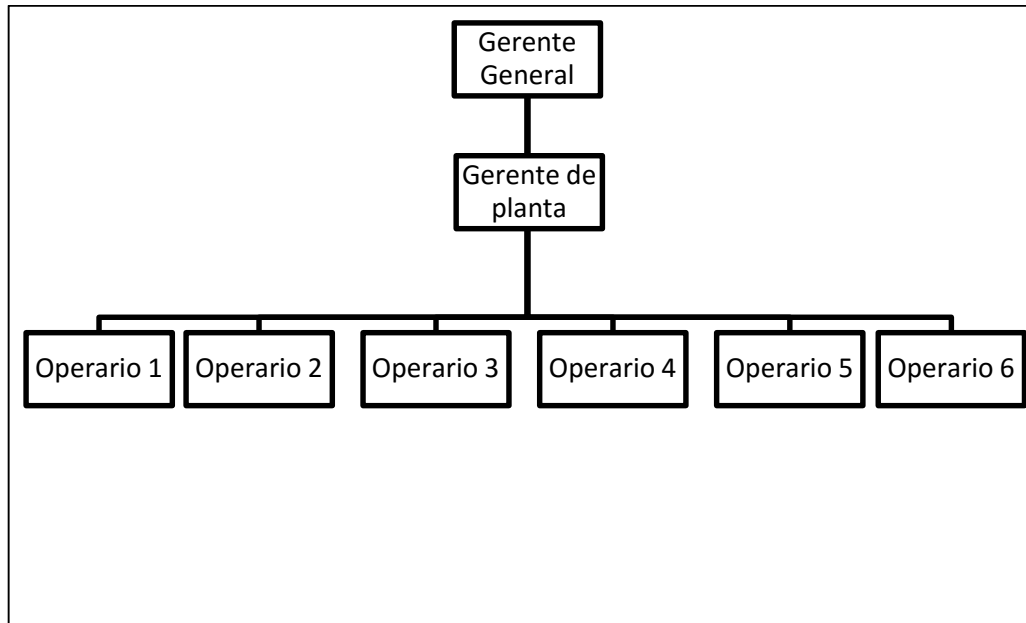 Gerente
General
Gerente de
planta
Operario 1
Operario 2
Operario 3
Operario 4
Operario 5
Operario 6